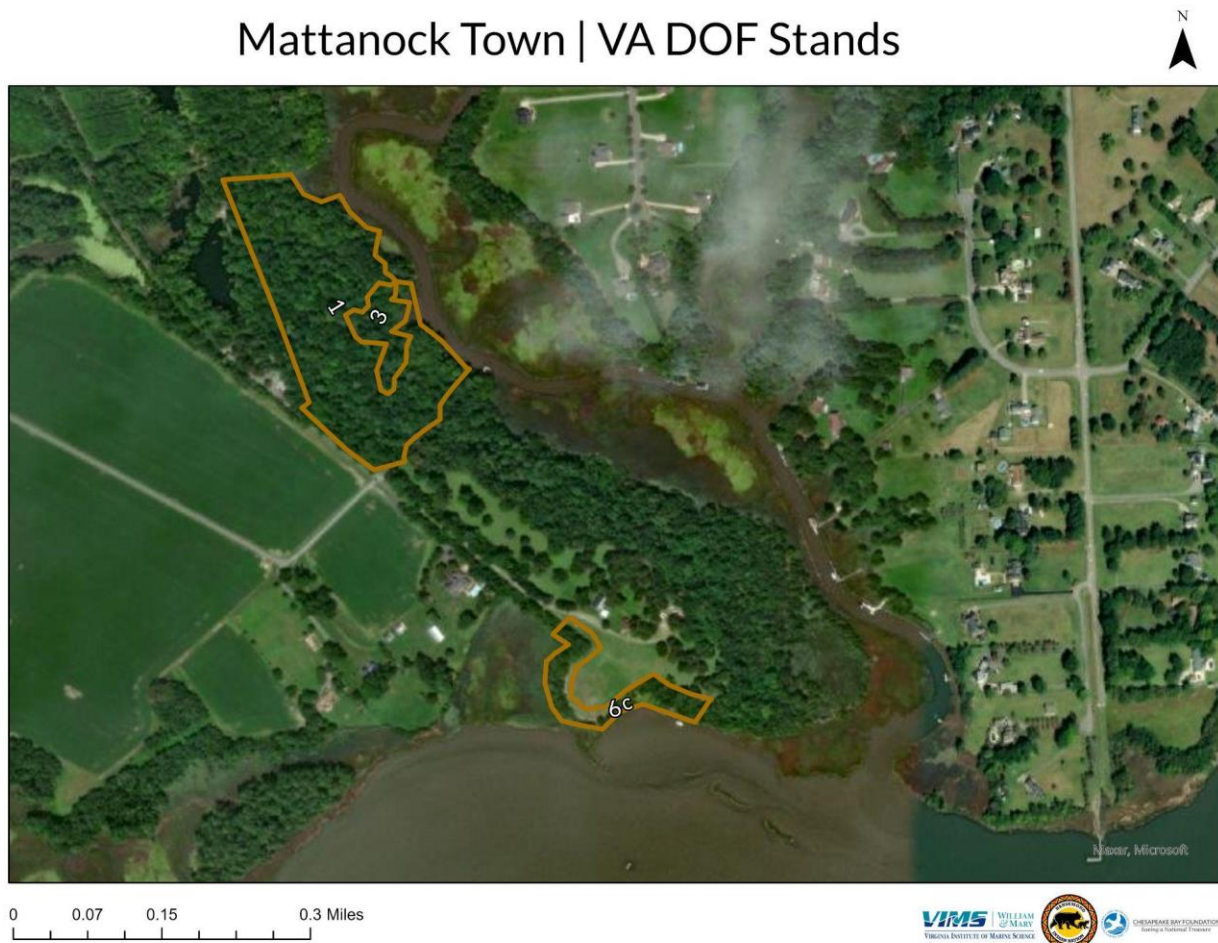 Mattanock Town | VA DOF Stands
N
1
3
6c
Maxar, Microsoft
0 0.07 0.15 0.3 Miles
VIMS | WILLIAM & MARY
VIRGINIA INSTITUTE OF MARINE SCIENCE
CHESAPEAKE BAY FOUNDATION
Saving a National Treasure